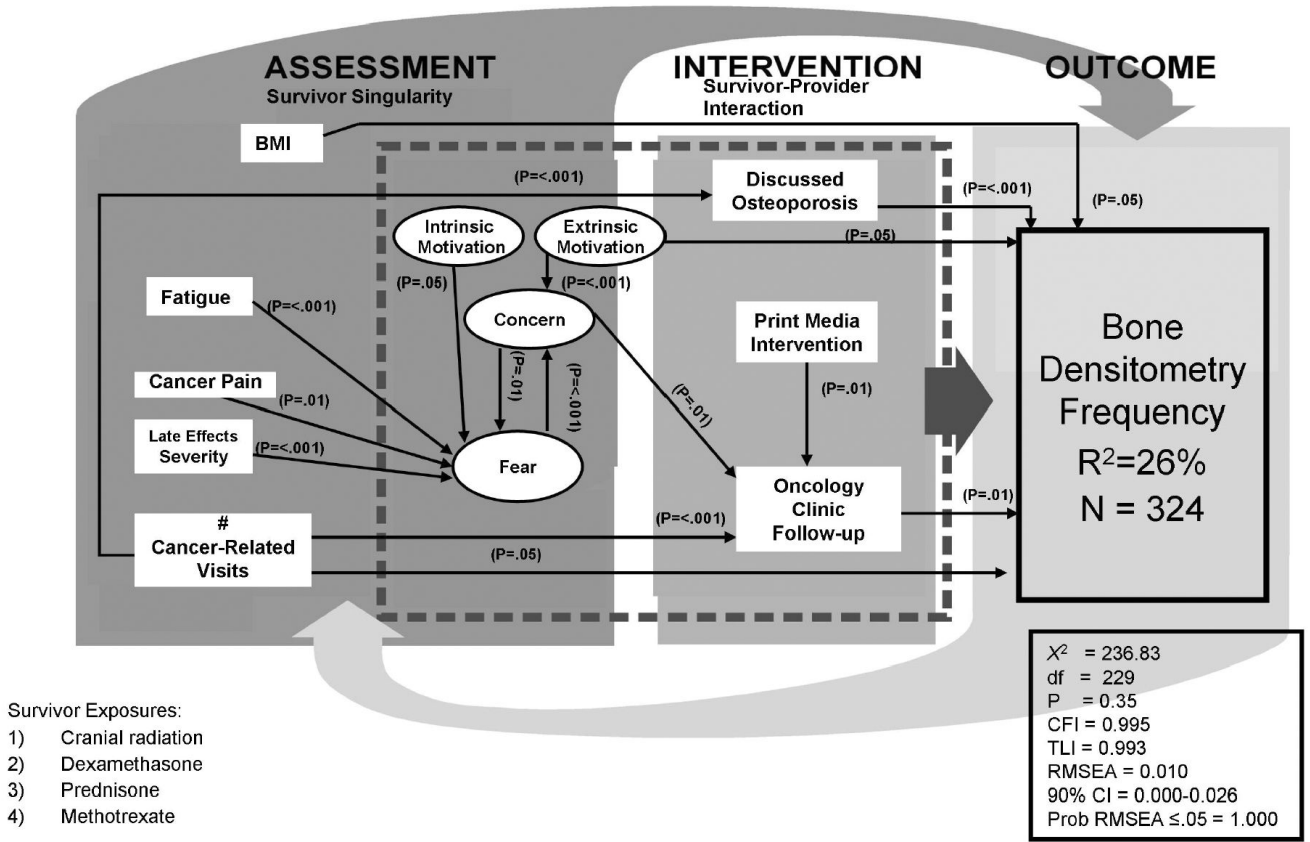 ASSESSMENT
Survivor Singularity
INTERVENTION
Survivor-Provider
Interaction
OUTCOME
BMI
(P=<.001)
Discussed
Osteoporosis
(P=<.001)
(P=.05)
Intrinsic
Motivation
Extrinsic
Motivation
(P=.05)
(P=.05)
(P=<.001)
Fatigue
(P=<.001)
Concern
Print Media
Intervention
Bone
Densitometry
Frequency
R²=26%
N = 324
Cancer Pain
(P=.01)
(P=.01)
(P=<.001)
(P=.01)
(P=.01)
Late Effects
Severity
(P=<.001)
Fear
Oncology
Clinic
Follow-up
(P=.01)
#
Cancer-Related
Visits
(P=<.001)
(P=.05)
X² = 236.83
df = 229
P = 0.35
CFI = 0.995
TLI = 0.993
RMSEA = 0.010
90% CI = 0.000-0.026
Prob RMSEA ≤.05 = 1.000
Survivor Exposures:
1) Cranial radiation
2) Dexamethasone
3) Prednisone
4) Methotrexate